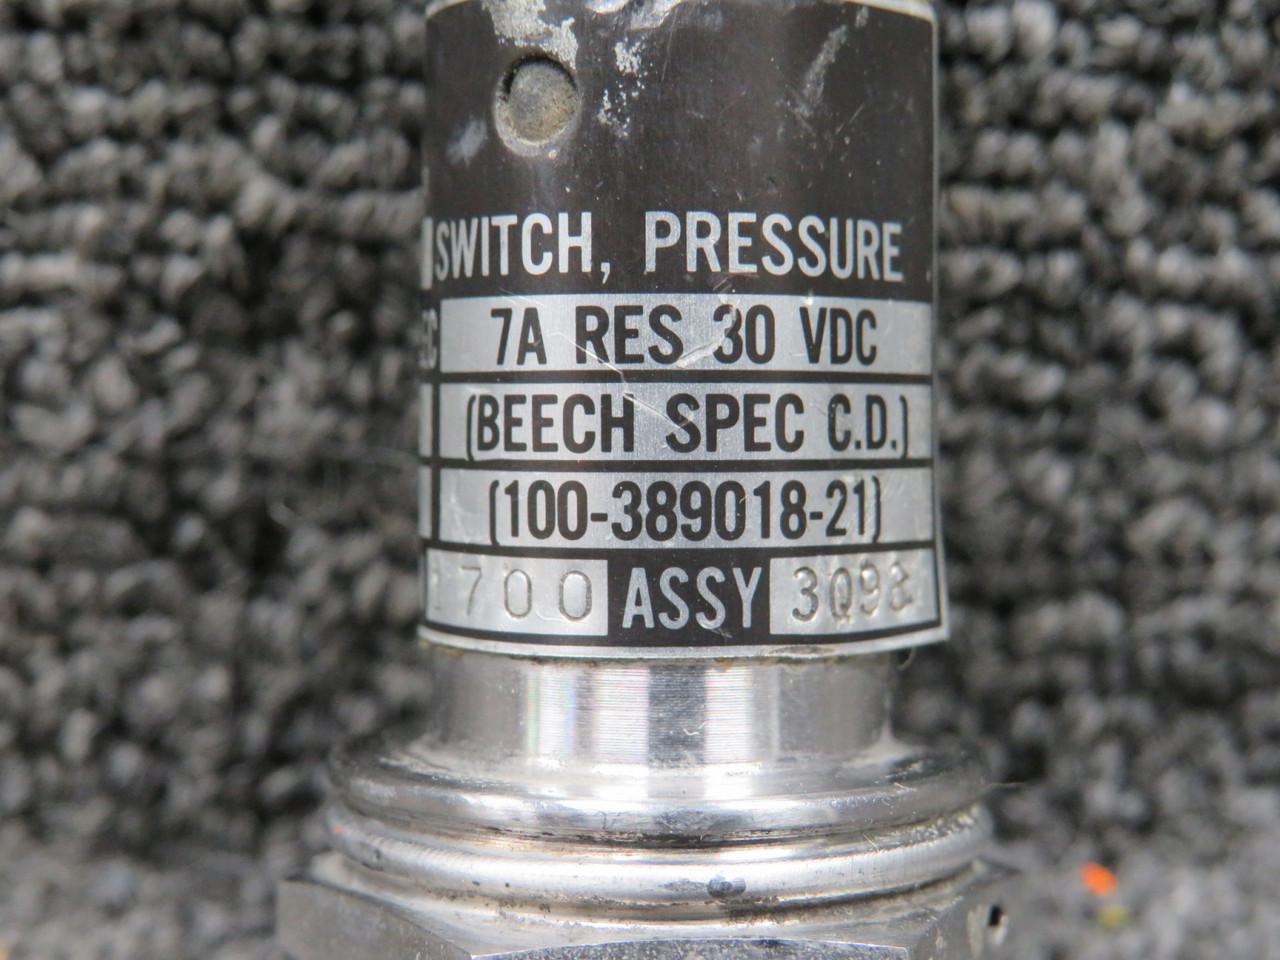 SWITCH, PRESSURE
7A RES 30 VDC
(BEECH SPEC C.D.)
(100-389018-21)
700 ASSY